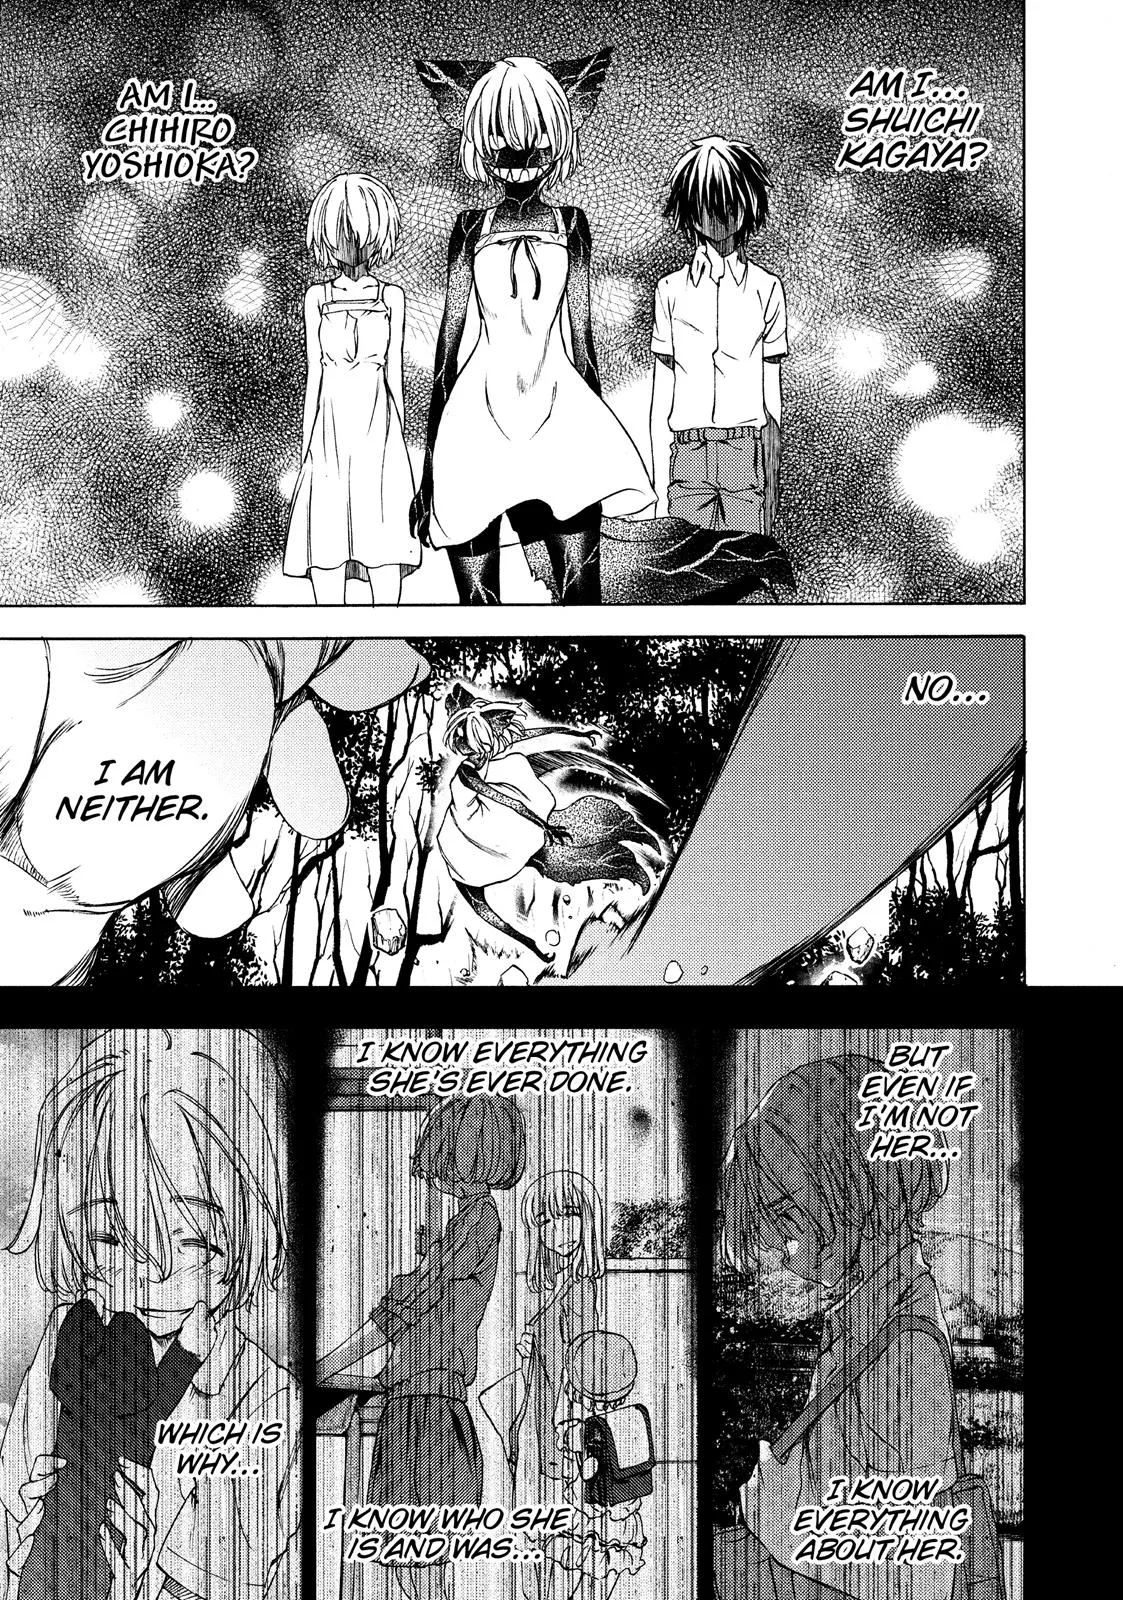 AM I...
SHUICHI
KAGAYA?
AM I...
CHIHIRO
YOSHIOKA?
NO...
I AM
NEITHER.
BUT
EVEN IF
I'M NOT
HER...
I KNOW
EVERYTHING
ABOUT HER.
I KNOW EVERYTHING
SHE'S EVER DONE.
I KNOW WHO SHE
IS AND WAS...
WHICH IS
WHY...